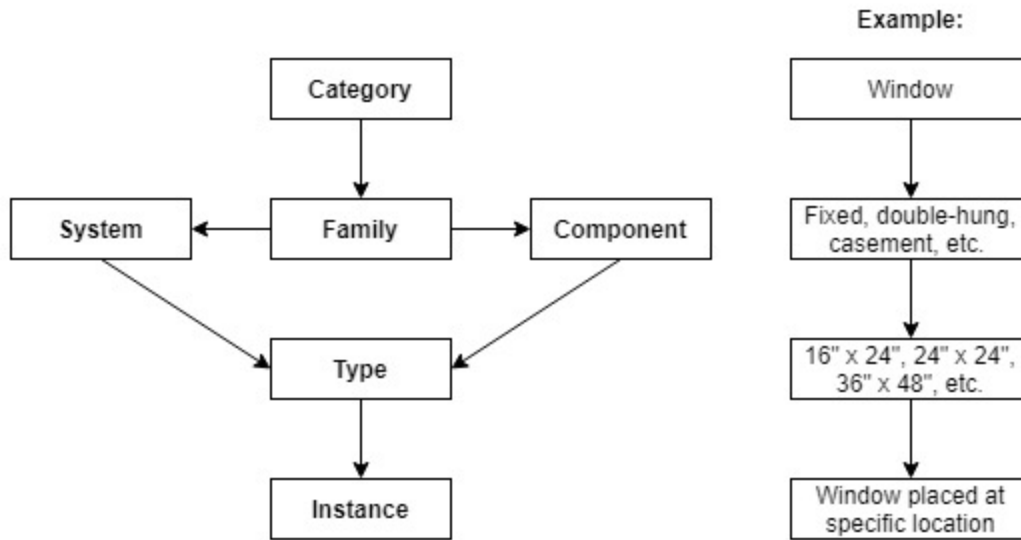 Example:
Category
Window
System
Family
Component
Fixed, double-hung,
casement, etc.
Type
16" x 24", 24" x 24",
36" x 48", etc.
Instance
Window placed at
specific location